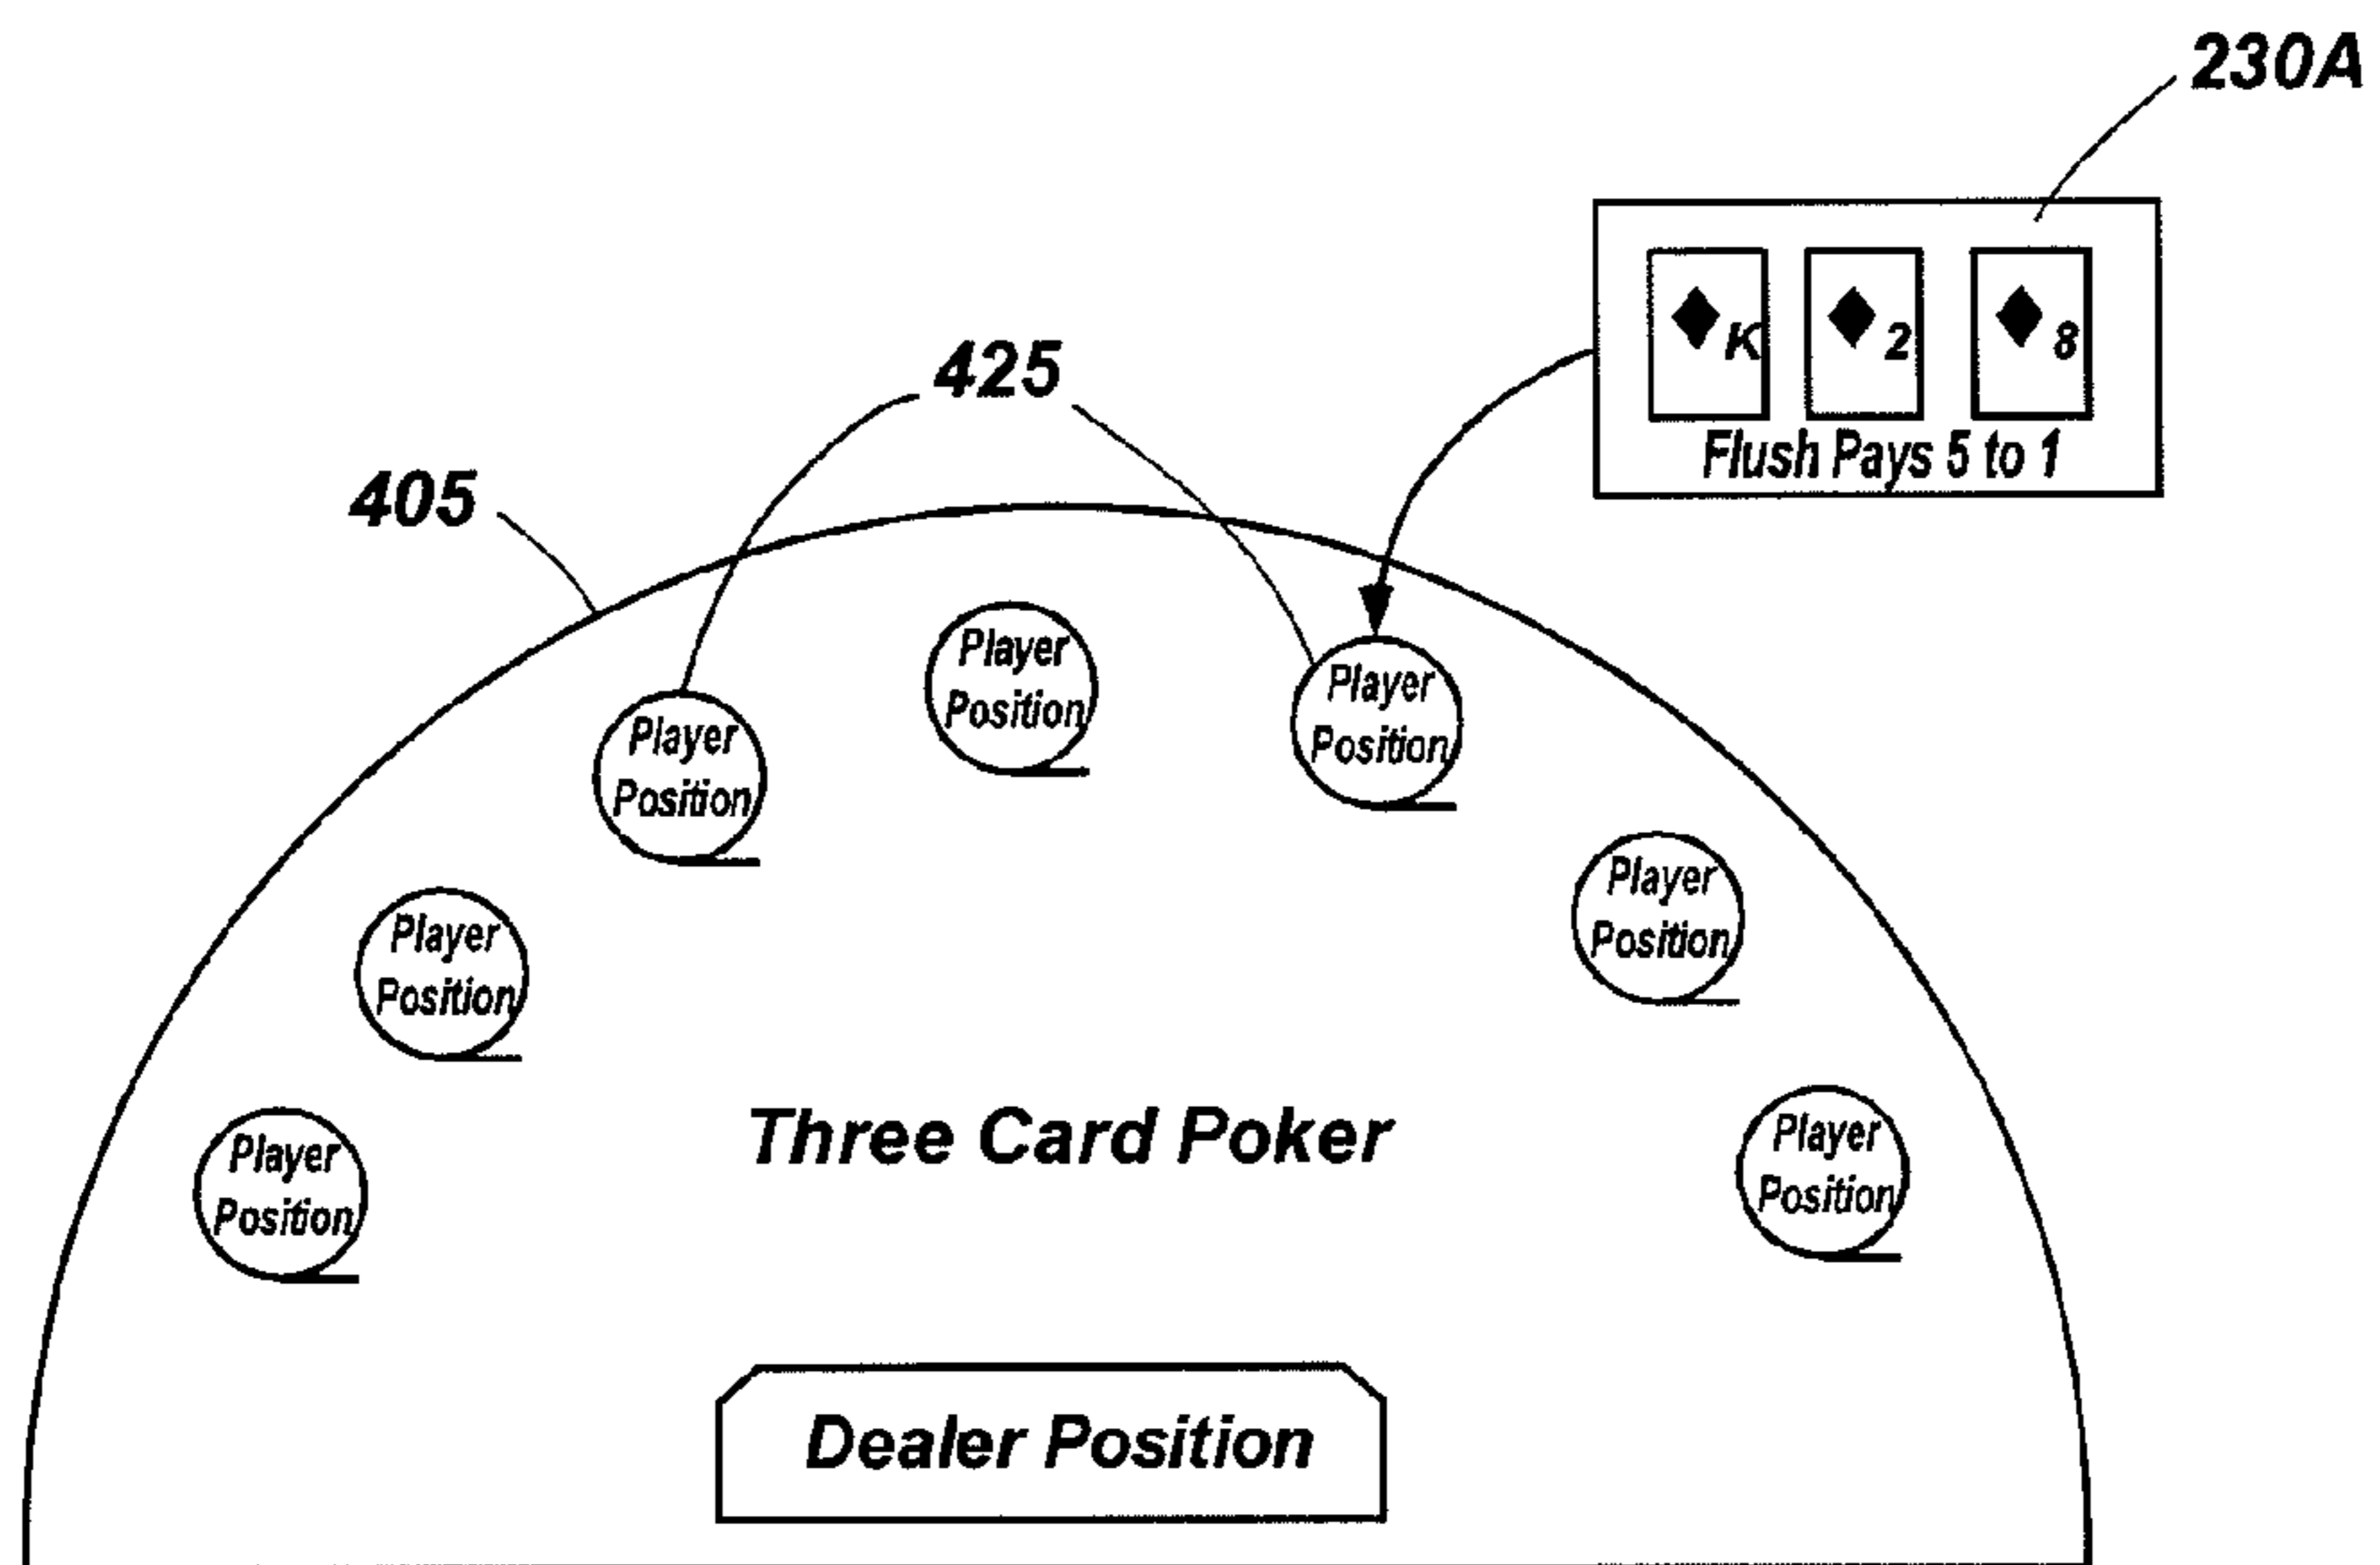 230A
K 2 8
Flush Pays 5 to 1
425
405
Player
Position
Player
Position
Player
Position
Player
Position
Player
Position
Player
Position
Player
Position
Three Card Poker
Dealer Position